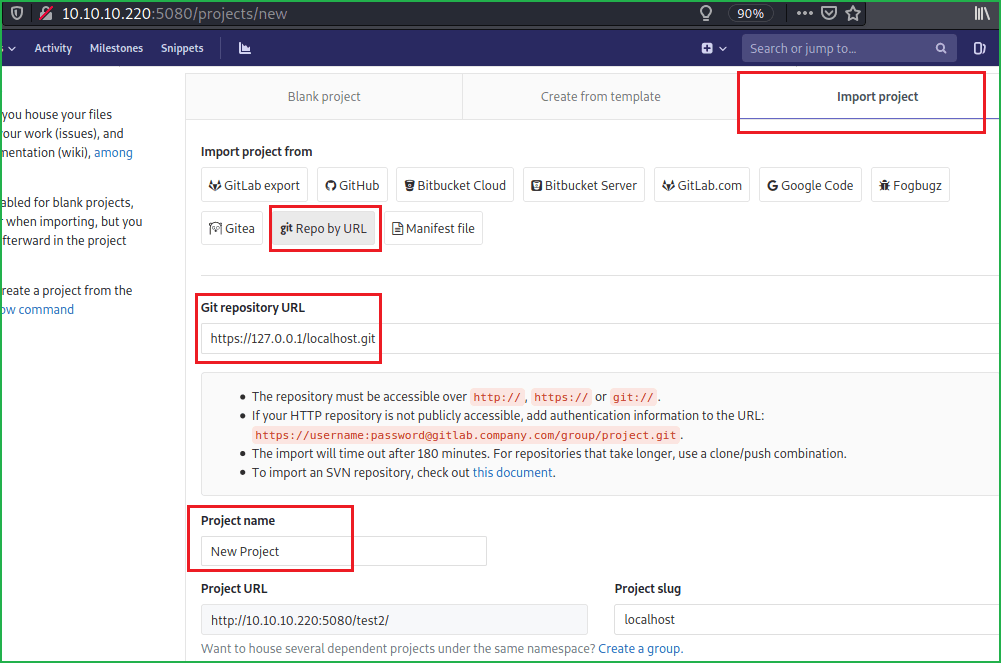 10.10.10.220:5080/projects/new 90%
s Activity Milestones Snippets Search or jump to...
Blank project Create from template Import project
you house your files
your work (issues), and
mentation (wiki), among
abled for blank projects,
r when importing, but you
fterward in the project
reate a project from the
ow command
Import project from
GitLab export GitHub Bitbucket Cloud Bitbucket Server GitLab.com Google Code Fogbugz
Gitea git Repo by URL Manifest file
Git repository URL
https://127.0.0.1/localhost.git
The repository must be accessible over http://, https:// or git://.
If your HTTP repository is not publicly accessible, add authentication information to the URL:
https://username:password@gitlab.company.com/group/project.git.
The import will time out after 180 minutes. For repositories that take longer, use a clone/push combination.
To import an SVN repository, check out this document.
Project name
New Project
Project URL Project slug
http://10.10.10.220:5080/test2/ localhost
Want to house several dependent projects under the same namespace? Create a group.